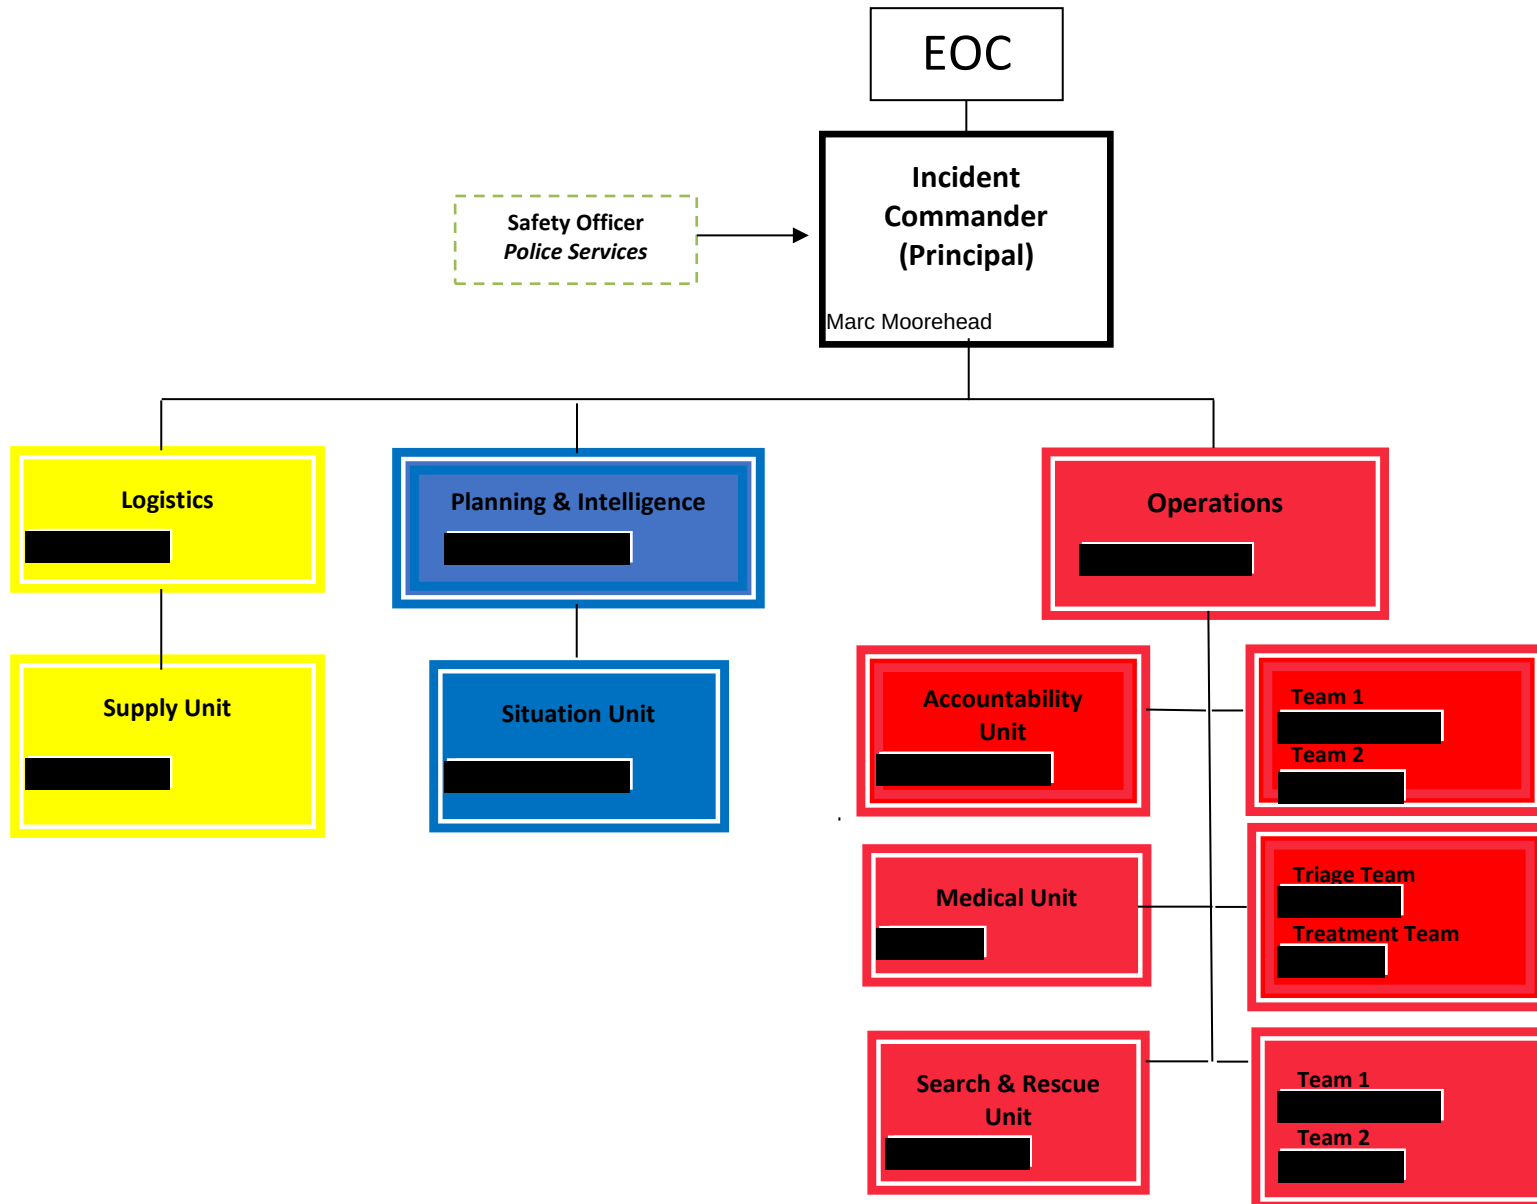 EOC
Incident
Commander
(Principal)
Marc Moorehead
Safety Officer
Police Services
Logistics
Planning & Intelligence
Operations
Supply Unit
Situation Unit
Accountability
Unit
Team 1
Team 2
Medical Unit
Triage Team
Treatment Team
Search & Rescue
Unit
Team 1
Team 2